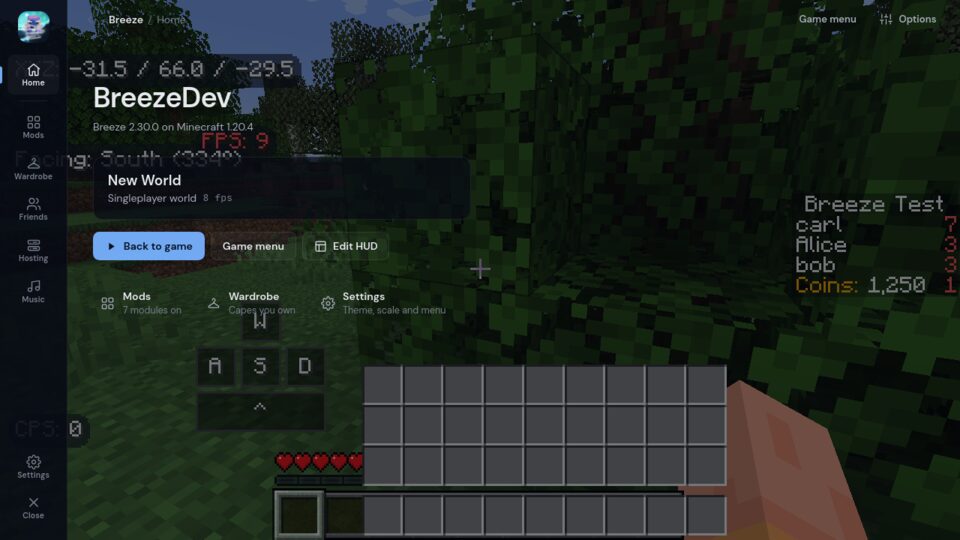 Breeze / Home
Game menu
Options
XYZ: -31.5 / 66.0 / -29.5
Home
BreezeDev
Breeze 2.30.0 on Minecraft 1.20.4
Mods
FPS: 9
Facing: South (334°)
Wardrobe
New World
Singleplayer world 8 fps
Friends
Breeze Test
carl 7
Alice 3
bob 3
Coins: 1,250 1
Back to game
Game menu
Edit HUD
Hosting
Music
Mods
7 modules on
Wardrobe
Capes you own
Settings
Theme, scale and menu
W
A S D
^
CPS: 0
Settings
Close